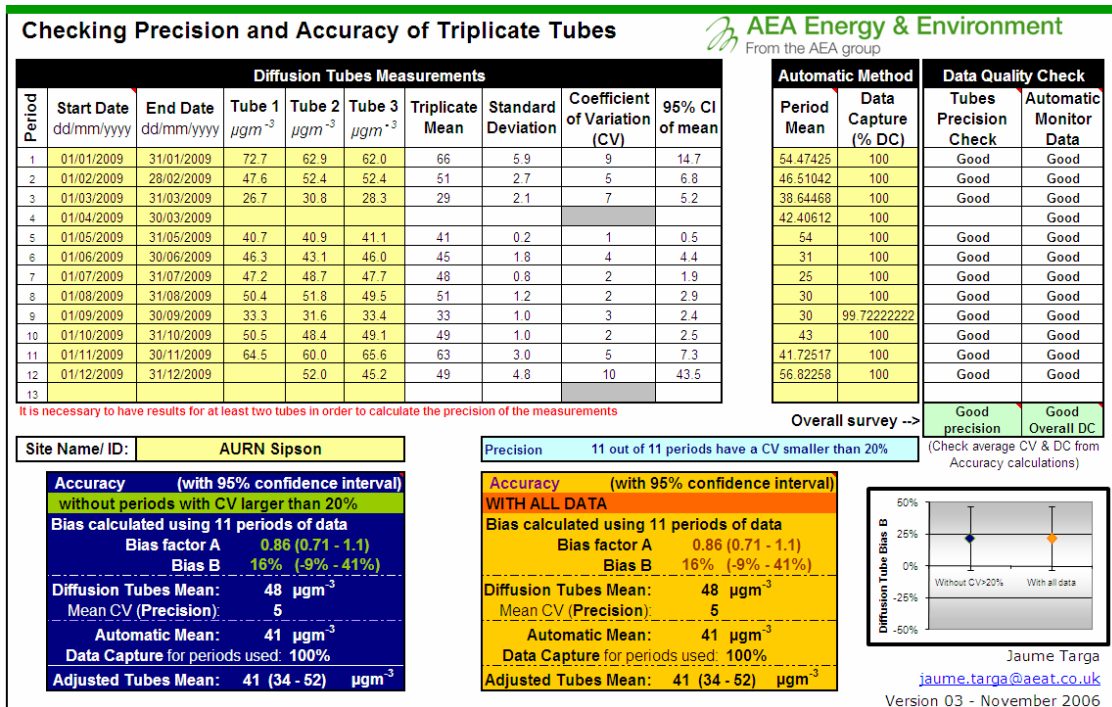 Checking Precision and Accuracy of Triplicate Tubes
AEA Energy & Environment
From the AEA group
Diffusion Tubes Measurements
Period Start Date dd/mm/yyyy End Date dd/mm/yyyy Tube 1 µgm-3 Tube 2 µgm-3 Tube 3 µgm-3 Triplicate Mean Standard Deviation Coefficient of Variation (CV) 95% CI of mean
1 01/01/2009 31/01/2009 72.7 62.9 62.0 66 5.9 9 14.7
2 01/02/2009 28/02/2009 47.6 52.4 52.4 51 2.7 5 6.8
3 01/03/2009 31/03/2009 26.7 30.8 28.3 29 2.1 7 5.2
4 01/04/2009 30/03/2009
5 01/05/2009 31/05/2009 40.7 40.9 41.1 41 0.2 1 0.5
6 01/06/2009 30/06/2009 46.3 43.1 46.0 45 1.8 4 4.4
7 01/07/2009 31/07/2009 47.2 48.7 47.7 48 0.8 2 1.9
8 01/08/2009 31/08/2009 50.4 51.8 49.5 51 1.2 2 2.9
9 01/09/2009 30/09/2009 33.3 31.6 33.4 33 1.0 3 2.4
10 01/10/2009 31/10/2009 50.5 48.4 49.1 49 1.0 2 2.5
11 01/11/2009 30/11/2009 64.5 60.0 65.6 63 3.0 5 7.3
12 01/12/2009 31/12/2009 52.0 45.2 49 4.8 10 43.5
13
It is necessary to have results for at least two tubes in order to calculate the precision of the measurements
Automatic Method Data Quality Check
Period Mean Data Capture (% DC) Tubes Precision Check Automatic Monitor Data
54.47425 100 Good Good
46.51042 100 Good Good
38.64468 100 Good Good
42.40612 100 Good
54 100 Good Good
31 100 Good Good
25 100 Good Good
30 100 Good Good
30 99.72222222 Good Good
43 100 Good Good
41.72517 100 Good Good
56.82258 100 Good Good
Overall survey --> Good precision Good Overall DC
(Check average CV & DC from
Accuracy calculations)
Site Name/ ID: AURN Sipson
Precision 11 out of 11 periods have a CV smaller than 20%
Accuracy (with 95% confidence interval)
without periods with CV larger than 20%
Bias calculated using 11 periods of data
Bias factor A 0.86 (0.71 - 1.1)
Bias B 16% (-9% - 41%)
Diffusion Tubes Mean: 48 µgm-3
Mean CV (Precision): 5
Automatic Mean: 41 µgm-3
Data Capture for periods used: 100%
Adjusted Tubes Mean: 41 (34 - 52) µgm-3
Accuracy (with 95% confidence interval)
WITH ALL DATA
Bias calculated using 11 periods of data
Bias factor A 0.86 (0.71 - 1.1)
Bias B 16% (-9% - 41%)
Diffusion Tubes Mean: 48 µgm-3
Mean CV (Precision): 5
Automatic Mean: 41 µgm-3
Data Capture for periods used: 100%
Adjusted Tubes Mean: 41 (34 - 52) µgm-3
Diffusion Tube Bias B
50%
25%
0%
-25%
-50%
Without CV>20% With all data
Jaume Targa
jaume.targa@aeat.co.uk
Version 03 - November 2006